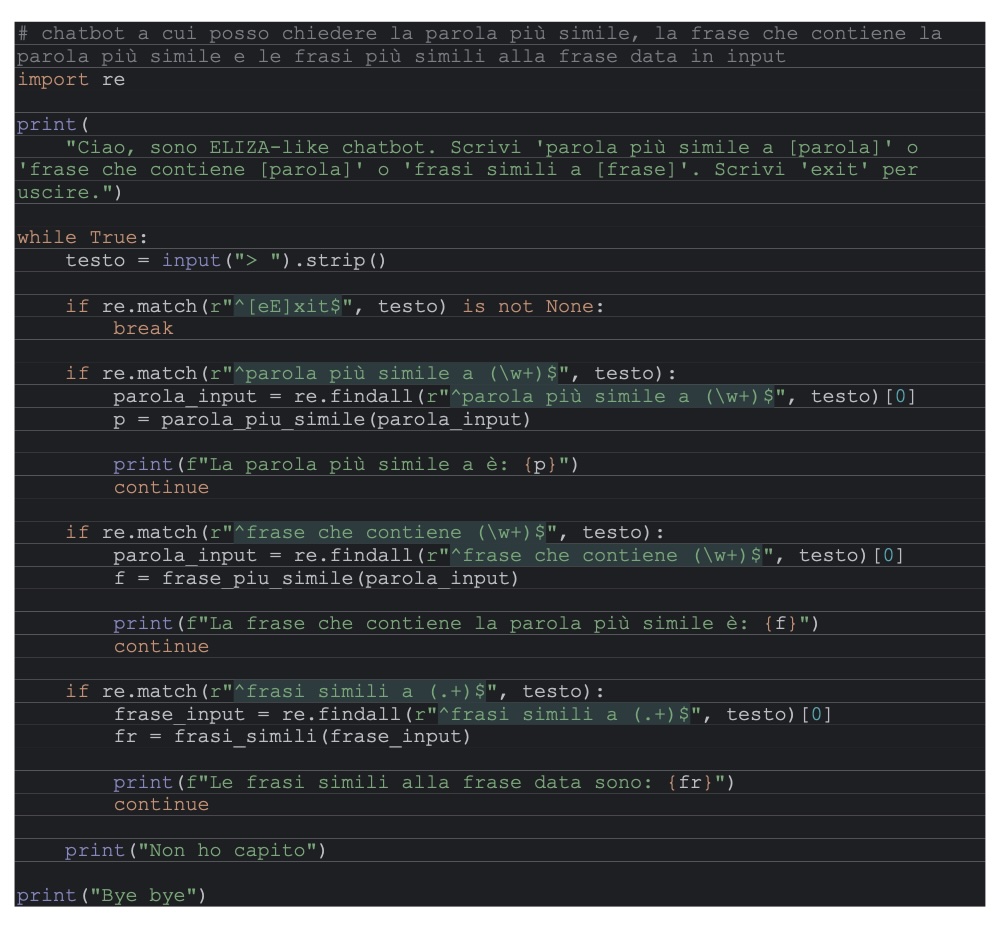 # chatbot a cui posso chiedere la parola più simile, la frase che contiene la
parola più simile e le frasi più simili alla frase data in input
import re
print(
    "Ciao, sono ELIZA-like chatbot. Scrivi 'parola più simile a [parola]' o
'frase che contiene [parola]' o 'frasi simili a [frase]'. Scrivi 'exit' per
uscire.")
while True:
    testo = input("> ").strip()
    if re.match(r"^[eE]xit$", testo) is not None:
        break
    if re.match(r"^parola più simile a (\w+)$", testo):
        parola_input = re.findall(r"^parola più simile a (\w+)$", testo)[0]
        p = parola_piu_simile(parola_input)
        print(f"La parola più simile a è: {p}")
        continue
    if re.match(r"^frase che contiene (\w+)$", testo):
        parola_input = re.findall(r"^frase che contiene (\w+)$", testo)[0]
        f = frase_piu_simile(parola_input)
        print(f"La frase che contiene la parola più simile è: {f}")
        continue
    if re.match(r"^frasi simili a (.+)$", testo):
        frase_input = re.findall(r"^frasi simili a (.+)$", testo)[0]
        fr = frasi_simili(frase_input)
        print(f"Le frasi simili alla frase data sono: {fr}")
        continue
    print("Non ho capito")
print("Bye bye")